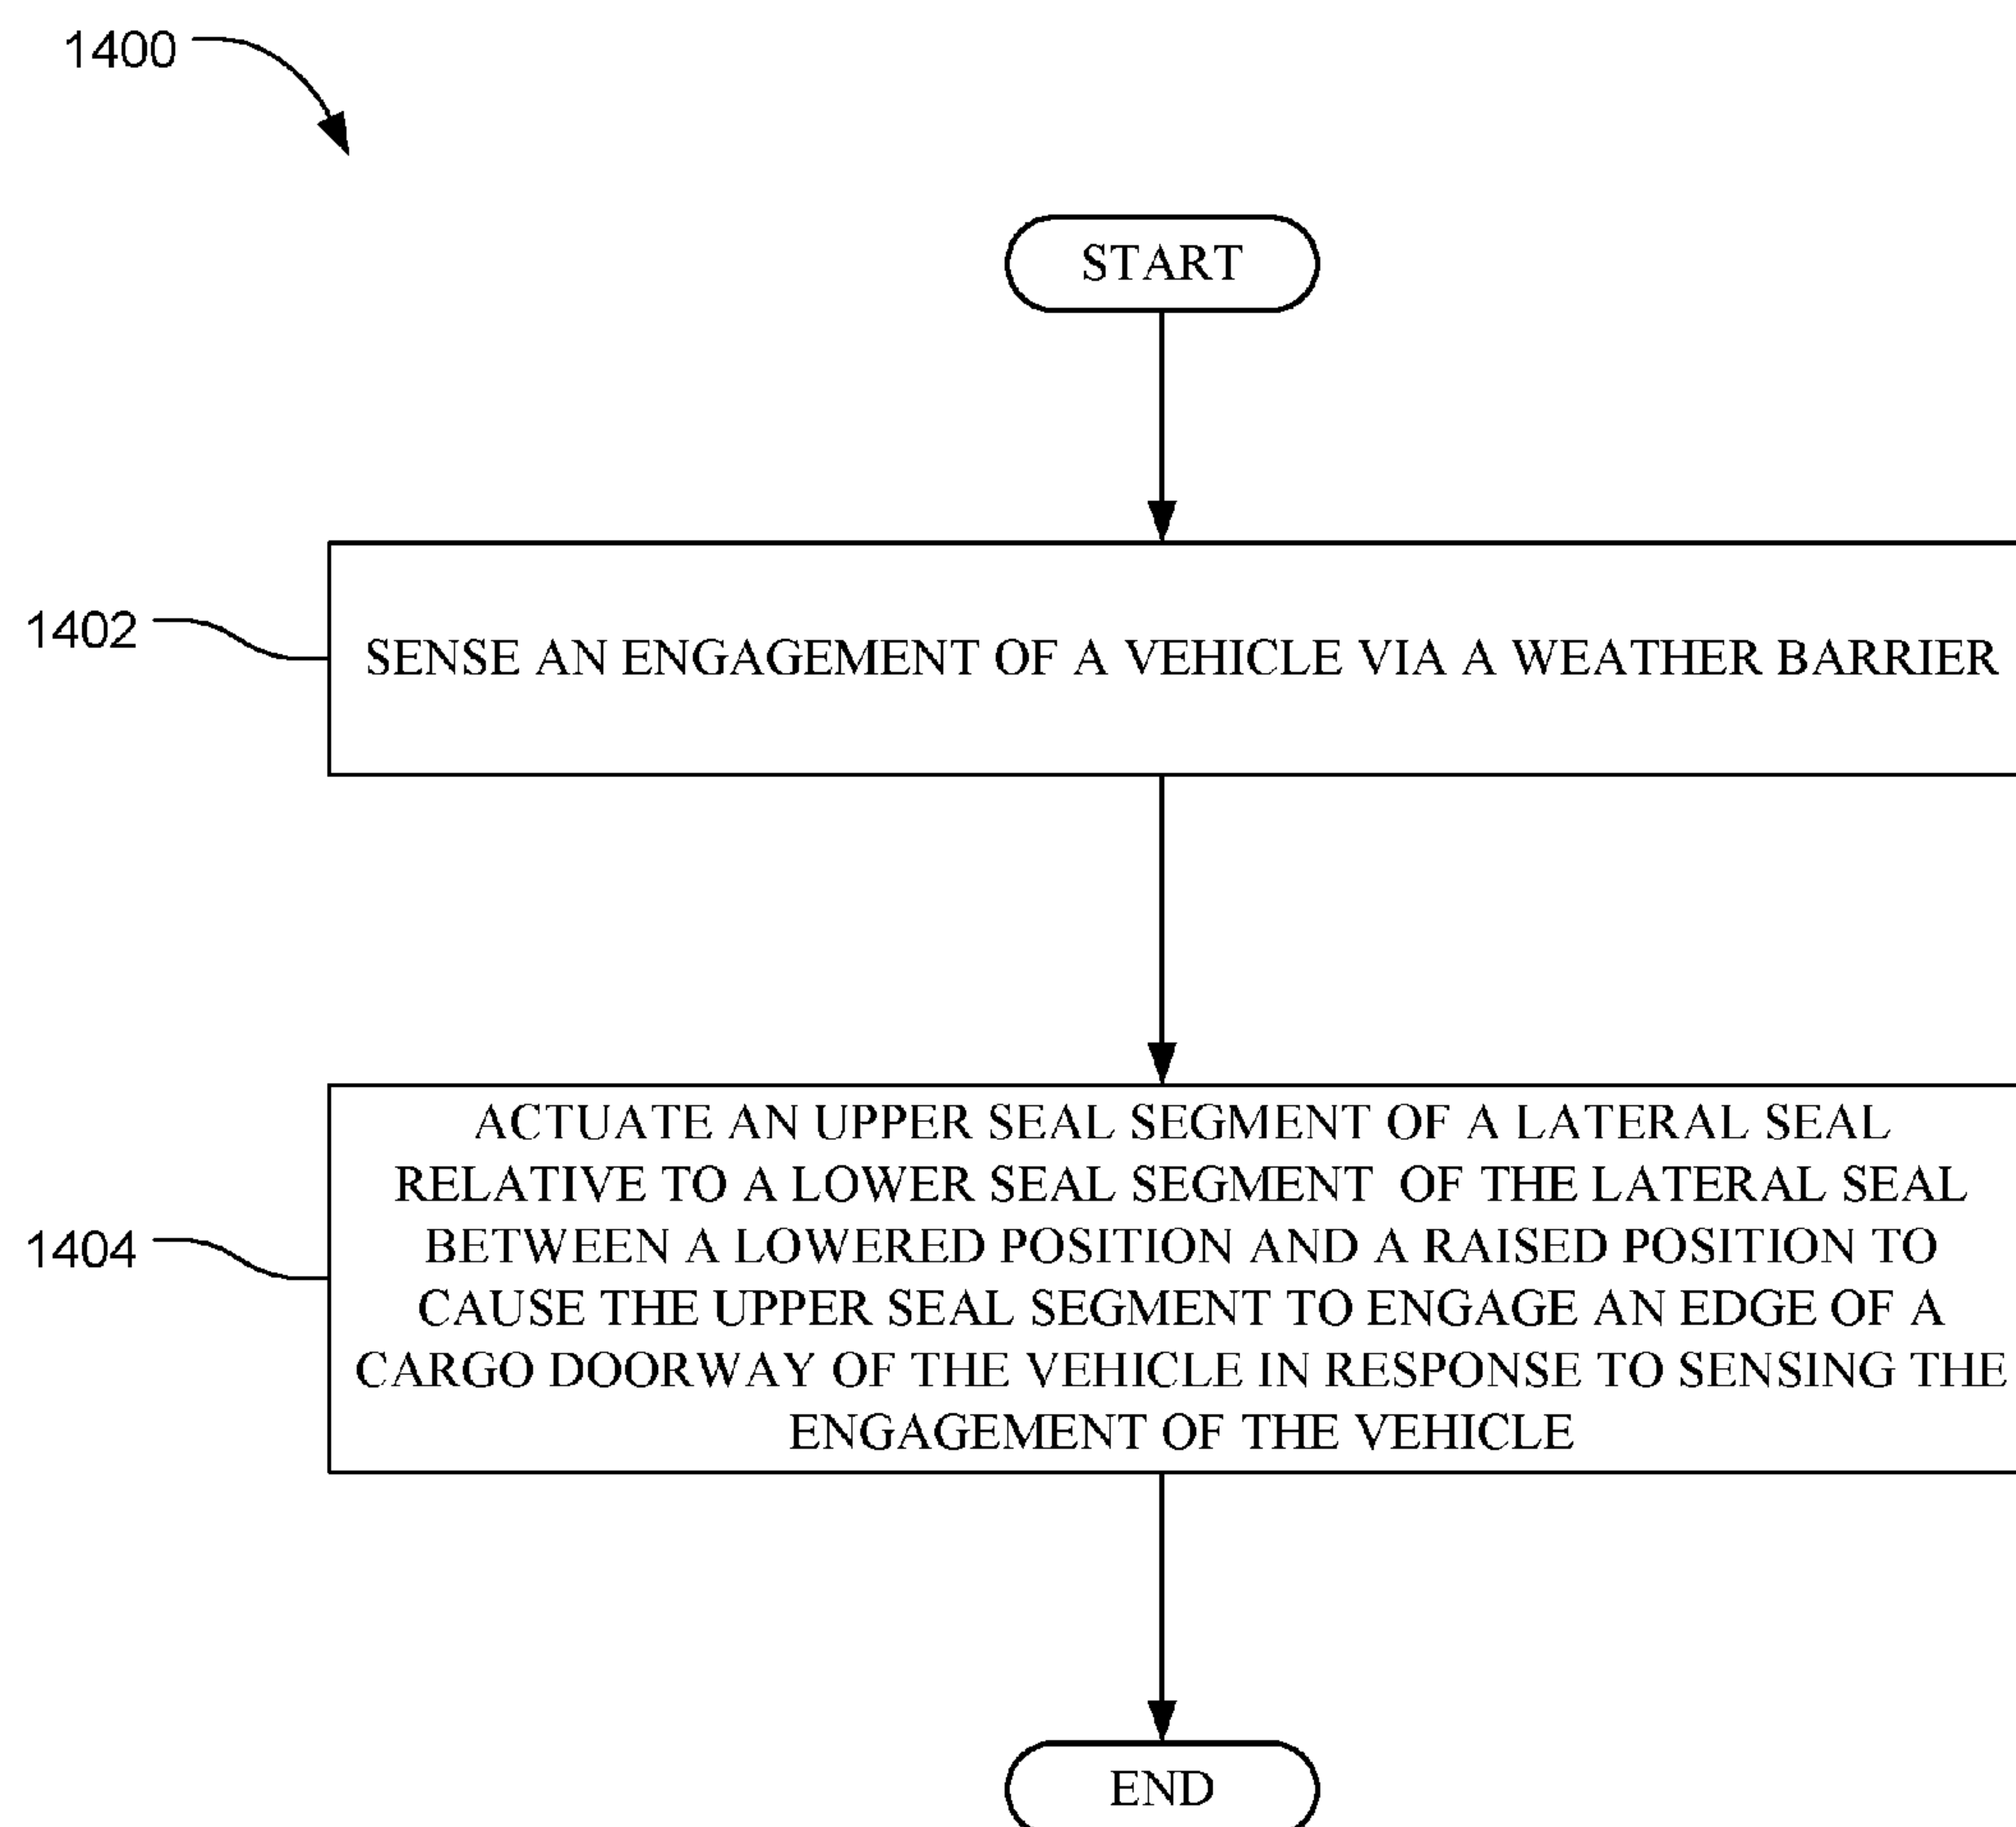 1400
START
1402
SENSE AN ENGAGEMENT OF A VEHICLE VIA A WEATHER BARRIER
1404
ACTUATE AN UPPER SEAL SEGMENT OF A LATERAL SEAL
RELATIVE TO A LOWER SEAL SEGMENT OF THE LATERAL SEAL
BETWEEN A LOWERED POSITION AND A RAISED POSITION TO
CAUSE THE UPPER SEAL SEGMENT TO ENGAGE AN EDGE OF A
CARGO DOORWAY OF THE VEHICLE IN RESPONSE TO SENSING THE
ENGAGEMENT OF THE VEHICLE
END